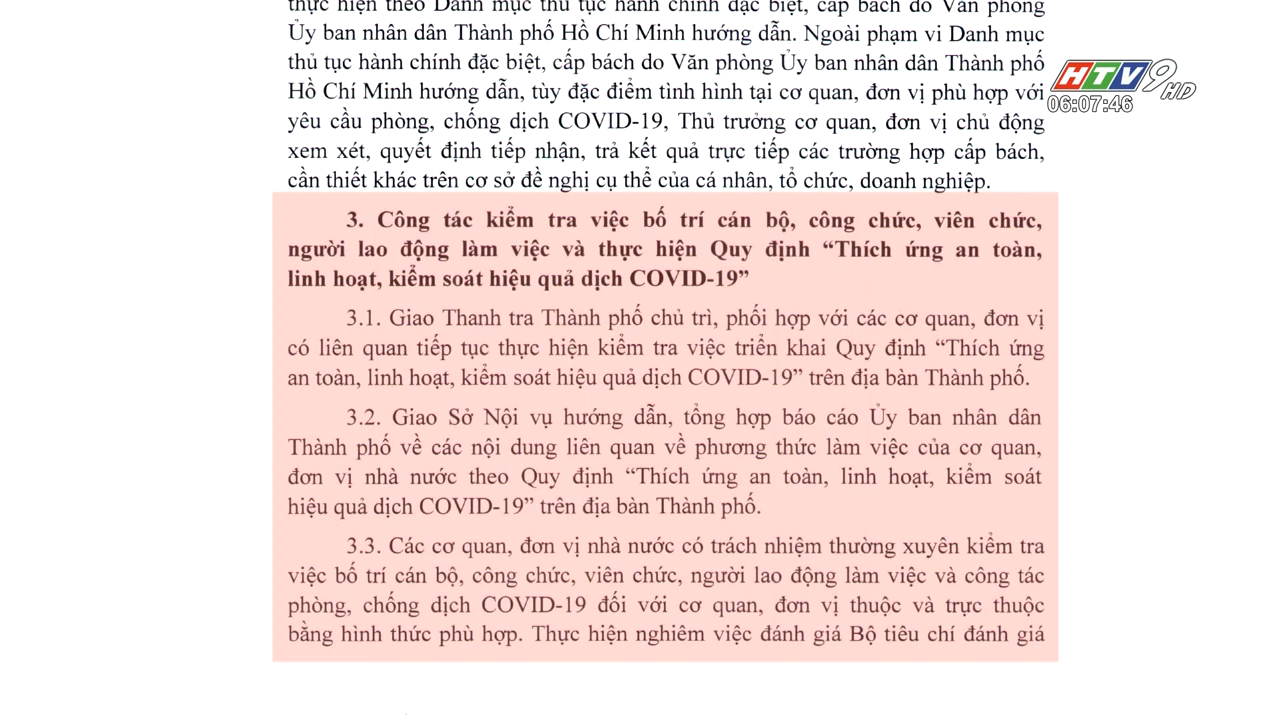 thực hiện theo Danh mục thủ tục hành chính đặc biệt, cấp bách do Văn phòng
Ủy ban nhân dân Thành phố Hồ Chí Minh hướng dẫn. Ngoài phạm vi Danh mục
thủ tục hành chính đặc biệt, cấp bách do Văn phòng Ủy ban nhân dân Thành phố
Hồ Chí Minh hướng dẫn, tùy đặc điểm tình hình tại cơ quan, đơn vị phù hợp với
yêu cầu phòng, chống dịch COVID-19, Thủ trưởng cơ quan, đơn vị chủ động
xem xét, quyết định tiếp nhận, trả kết quả trực tiếp các trường hợp cấp bách,
cần thiết khác trên cơ sở đề nghị cụ thể của cá nhân, tổ chức, doanh nghiệp.
HTV9 HD
06:07:46
3. Công tác kiểm tra việc bố trí cán bộ, công chức, viên chức,
người lao động làm việc và thực hiện Quy định “Thích ứng an toàn,
linh hoạt, kiểm soát hiệu quả dịch COVID-19”
3.1. Giao Thanh tra Thành phố chủ trì, phối hợp với các cơ quan, đơn vị
có liên quan tiếp tục thực hiện kiểm tra việc triển khai Quy định “Thích ứng
an toàn, linh hoạt, kiểm soát hiệu quả dịch COVID-19” trên địa bàn Thành phố.
3.2. Giao Sở Nội vụ hướng dẫn, tổng hợp báo cáo Ủy ban nhân dân
Thành phố về các nội dung liên quan về phương thức làm việc của cơ quan,
đơn vị nhà nước theo Quy định “Thích ứng an toàn, linh hoạt, kiểm soát
hiệu quả dịch COVID-19” trên địa bàn Thành phố.
3.3. Các cơ quan, đơn vị nhà nước có trách nhiệm thường xuyên kiểm tra
việc bố trí cán bộ, công chức, viên chức, người lao động làm việc và công tác
phòng, chống dịch COVID-19 đối với cơ quan, đơn vị thuộc và trực thuộc
bằng hình thức phù hợp. Thực hiện nghiêm việc đánh giá Bộ tiêu chí đánh giá